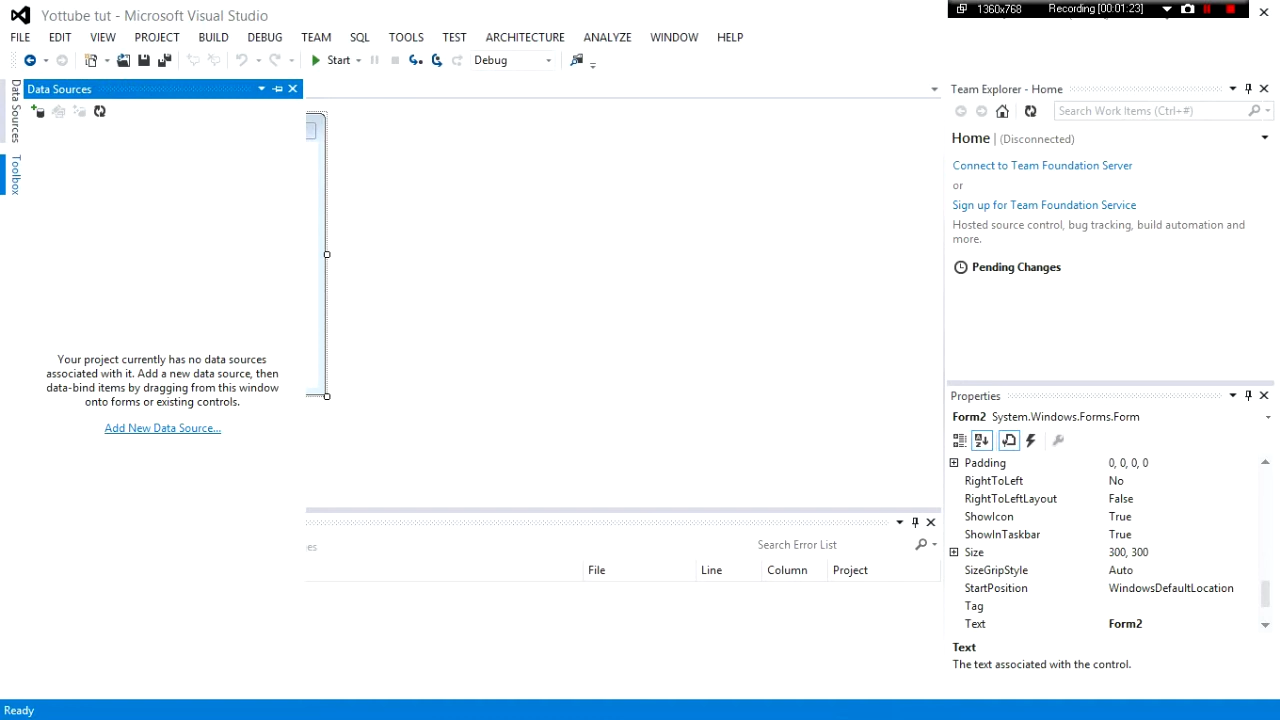 Yottube tut - Microsoft Visual Studio
1360x768
Recording [00:01:23]
FILE EDIT VIEW PROJECT BUILD DEBUG TEAM SQL TOOLS TEST ARCHITECTURE ANALYZE WINDOW HELP
Start
Debug
Data Sources
Toolbox
Data Sources
Your project currently has no data sources
associated with it. Add a new data source, then
data-bind items by dragging from this window
onto forms or existing controls.
Add New Data Source...
Search Error List
File Line Column Project
Team Explorer - Home
Search Work Items (Ctrl+#)
Home | (Disconnected)
Connect to Team Foundation Server
or
Sign up for Team Foundation Service
Hosted source control, bug tracking, build automation and
more.
Pending Changes
Properties
Form2 System.Windows.Forms.Form
Padding 0, 0, 0, 0
RightToLeft No
RightToLeftLayout False
ShowIcon True
ShowInTaskbar True
Size 300, 300
SizeGripStyle Auto
StartPosition WindowsDefaultLocation
Tag
Text Form2
Text
The text associated with the control.
Ready